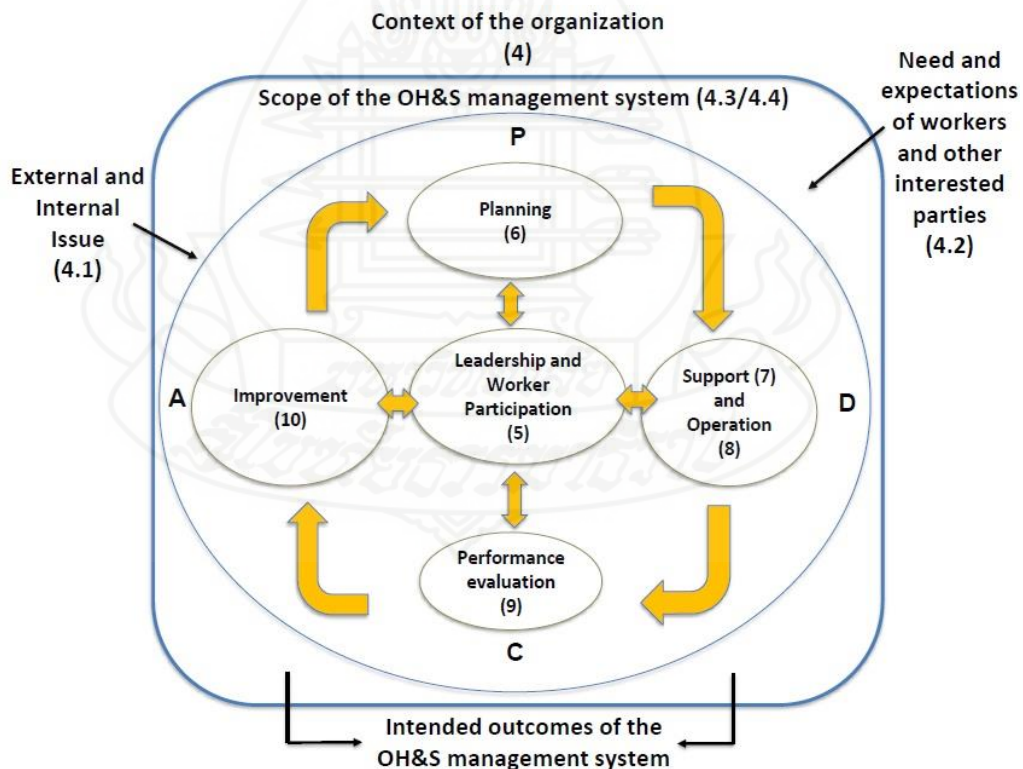 Context of the organization
(4)
Scope of the OH&S management system (4.3/4.4)
Need and
expectations
of workers
and other
interested
parties
(4.2)
External and
Internal
Issue
(4.1)
P
Planning
(6)
A
Improvement
(10)
Leadership and
Worker
Participation
(5)
Support (7)
and
Operation
(8)
D
Performance
evaluation
(9)
C
Intended outcomes of the
OH&S management system